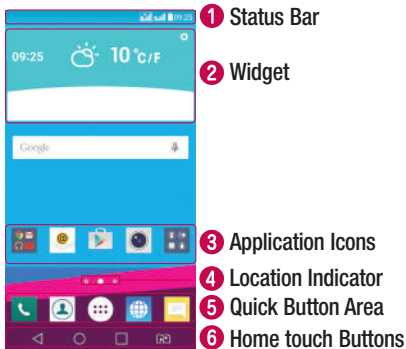 09:25
1 Status Bar
09:25 10°C/F
2 Widget
Google
3 Application Icons
4 Location Indicator
5 Quick Button Area
6 Home touch Buttons